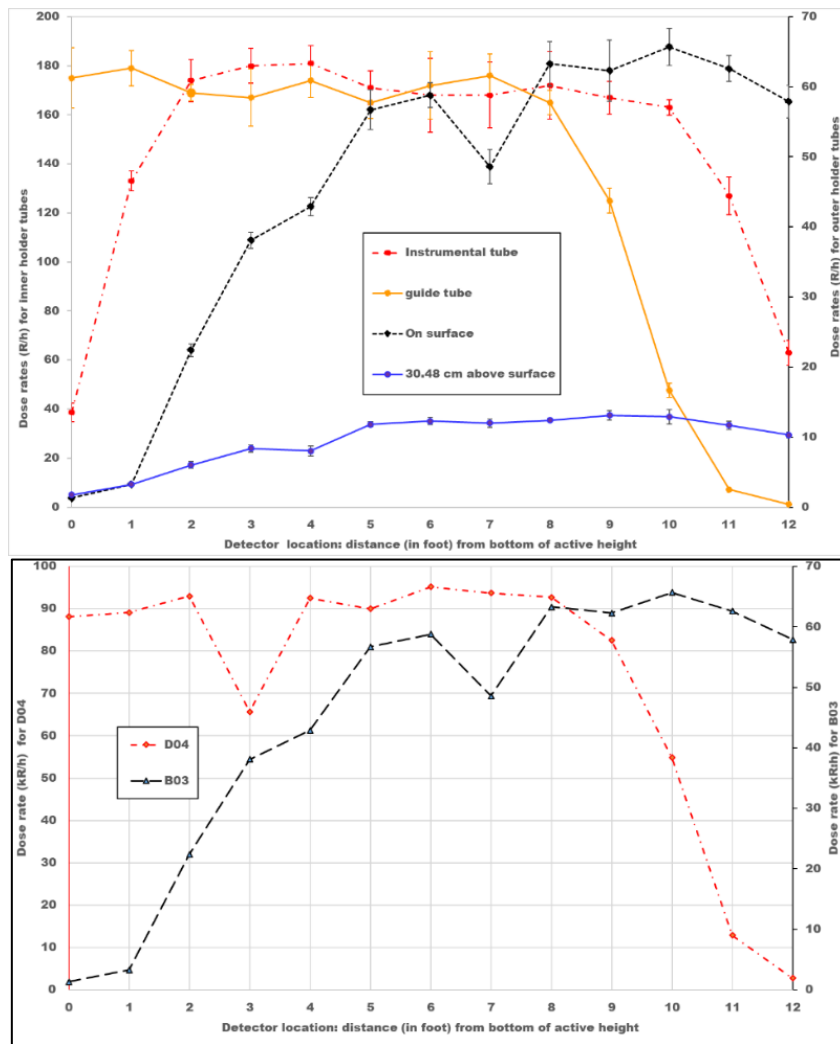 200
180
160
140
120
100
80
60
40
20
0
Dose rates (R/h) for inner holder tubes
70
60
50
40
30
20
10
0
Dose rates (R/h) for outer holder tubes
Instrumental tube
guide tube
On surface
30.48 cm above surface
0 1 2 3 4 5 6 7 8 9 10 11 12
Detector location: distance (in foot) from bottom of active height
100
90
80
70
60
50
40
30
20
10
0
Dose rate (kR/h) for D04
70
60
50
40
30
20
10
0
Dose rate (kR/h) for B03
D04
B03
0 1 2 3 4 5 6 7 8 9 10 11 12
Detector location: distance (in foot) from bottom of active height